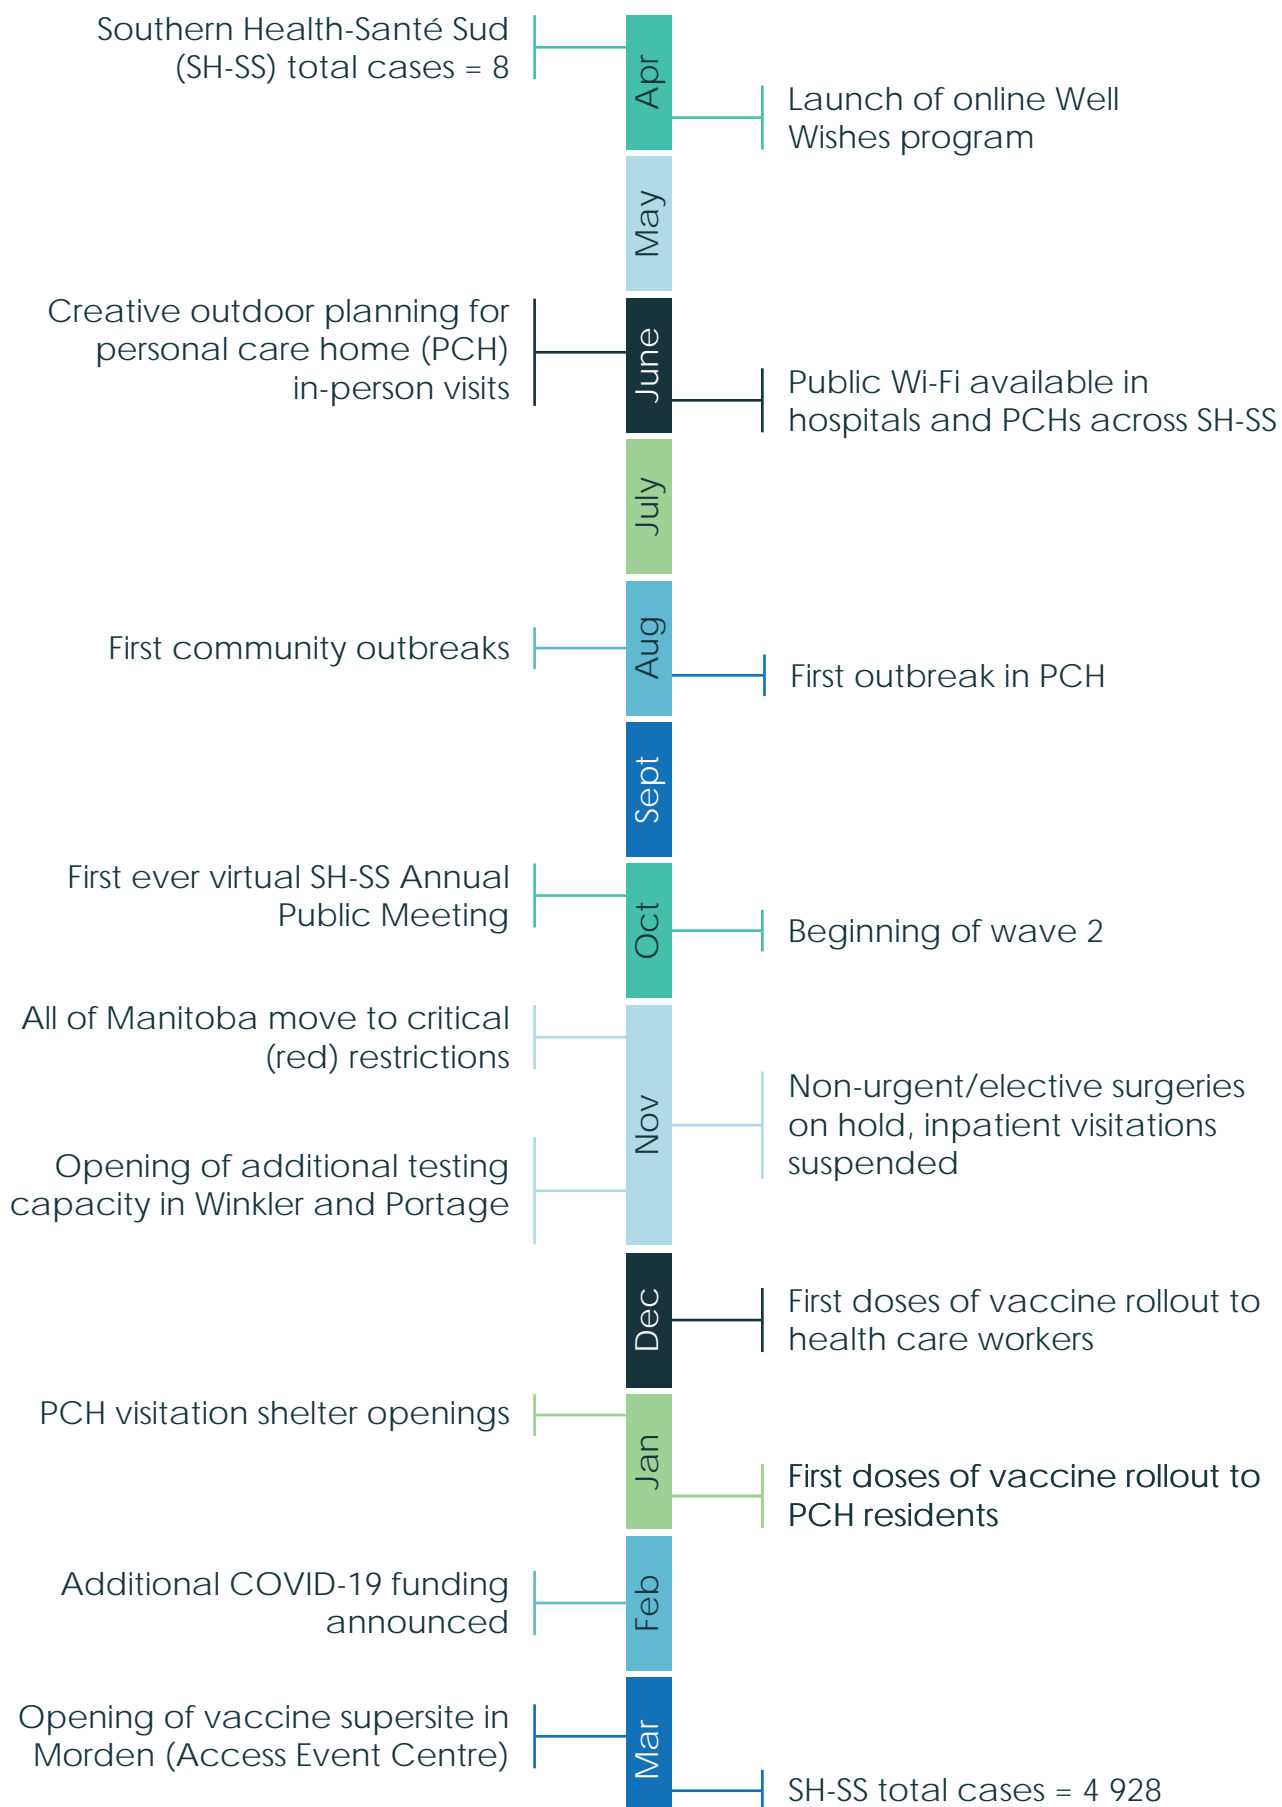 Southern Health-Santé Sud
(SH-SS) total cases = 8
Apr
Launch of online Well
Wishes program
May
Creative outdoor planning for
personal care home (PCH)
in-person visits
June
Public Wi-Fi available in
hospitals and PCHs across SH-SS
July
First community outbreaks
Aug
First outbreak in PCH
Sept
First ever virtual SH-SS Annual
Public Meeting
Oct
Beginning of wave 2
All of Manitoba move to critical
(red) restrictions
Nov
Non-urgent/elective surgeries
on hold, inpatient visitations
suspended
Opening of additional testing
capacity in Winkler and Portage
Dec
First doses of vaccine rollout to
health care workers
PCH visitation shelter openings
Jan
First doses of vaccine rollout to
PCH residents
Additional COVID-19 funding
announced
Feb
Opening of vaccine supersite in
Morden (Access Event Centre)
Mar
SH-SS total cases = 4 928